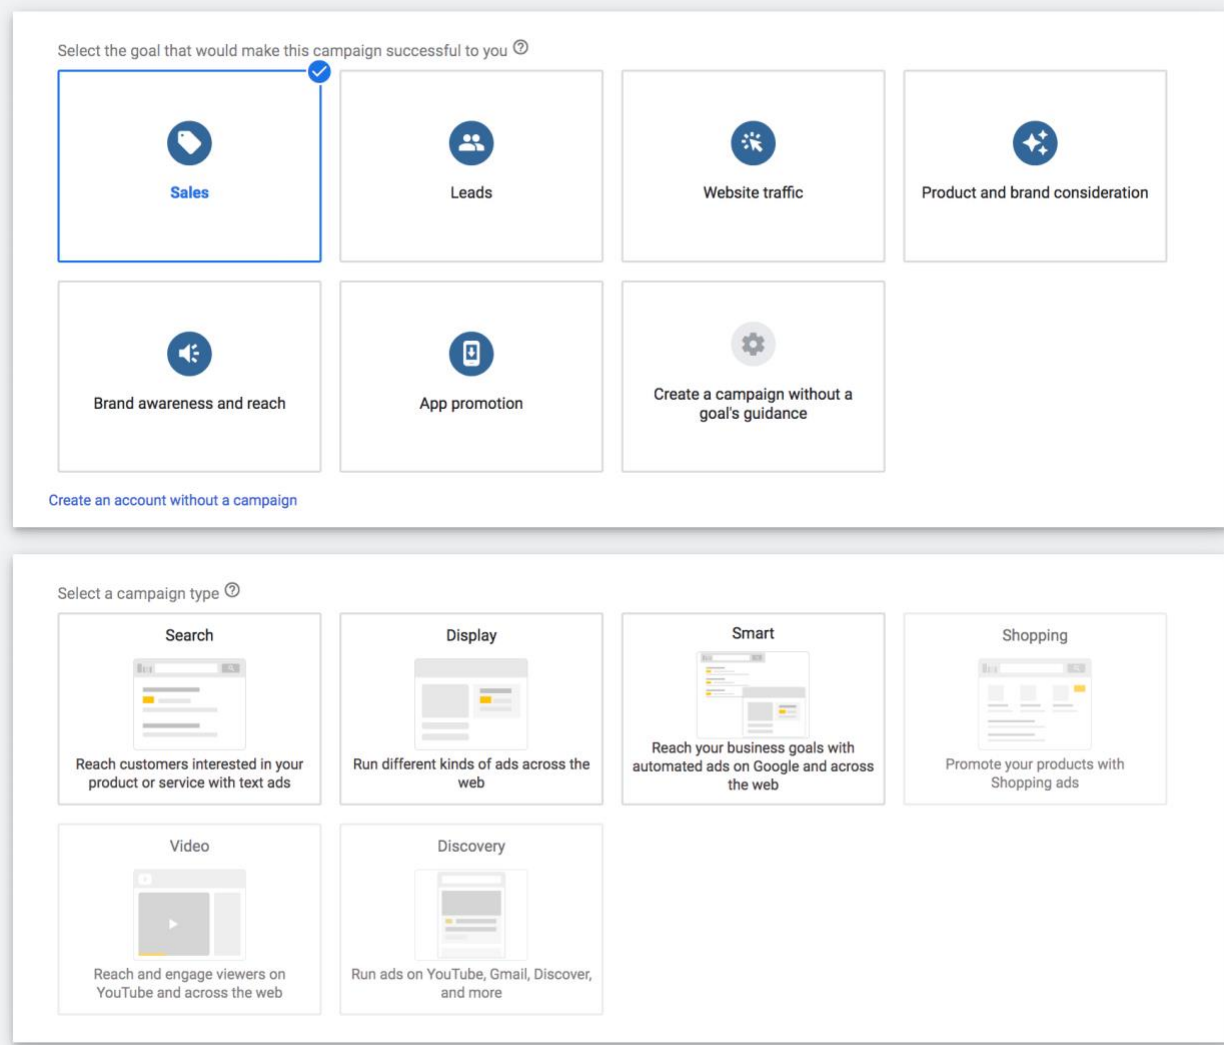 Select the goal that would make this campaign successful to you
Sales
Leads
Website traffic
Product and brand consideration
Brand awareness and reach
App promotion
Create a campaign without a
goal's guidance
Create an account without a campaign
Select a campaign type
Search
Reach customers interested in your
product or service with text ads
Display
Run different kinds of ads across the
web
Smart
Reach your business goals with
automated ads on Google and across
the web
Shopping
Promote your products with
Shopping ads
Video
Reach and engage viewers on
YouTube and across the web
Discovery
Run ads on YouTube, Gmail, Discover,
and more